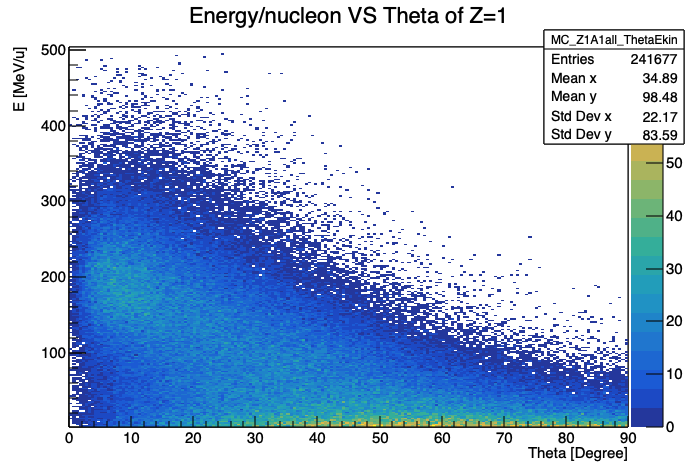 Energy/nucleon VS Theta of Z=1
MC_Z1A1all_ThetaEkin
Entries 241677
Mean x 34.89
Mean y 98.48
Std Dev x 22.17
Std Dev y 83.59
E [MeV/u]
500
400
300
200
100
50
40
30
20
10
0
0 10 20 30 40 50 60 70 80 90
Theta [Degree]